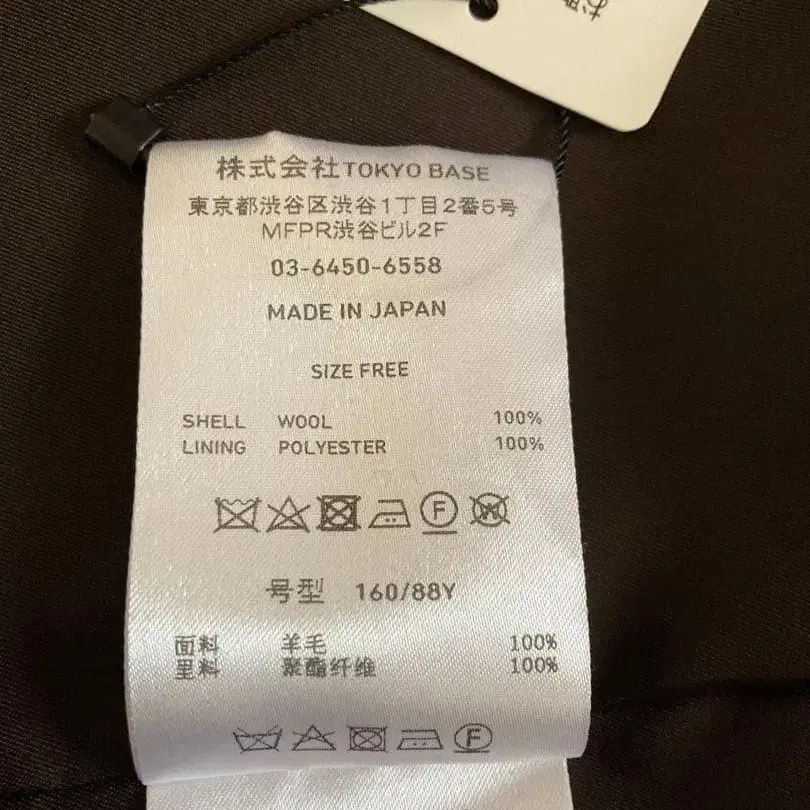 株式会社TOKYO BASE
東京都渋谷区渋谷1丁目2番5号
MFPR渋谷ビル2F
03-6450-6558
MADE IN JAPAN
SIZE FREE
SHELL WOOL 100%
LINING POLYESTER 100%
F W
号型 160/88Y
面料 羊毛 100%
里料 聚酯纤维 100%
F